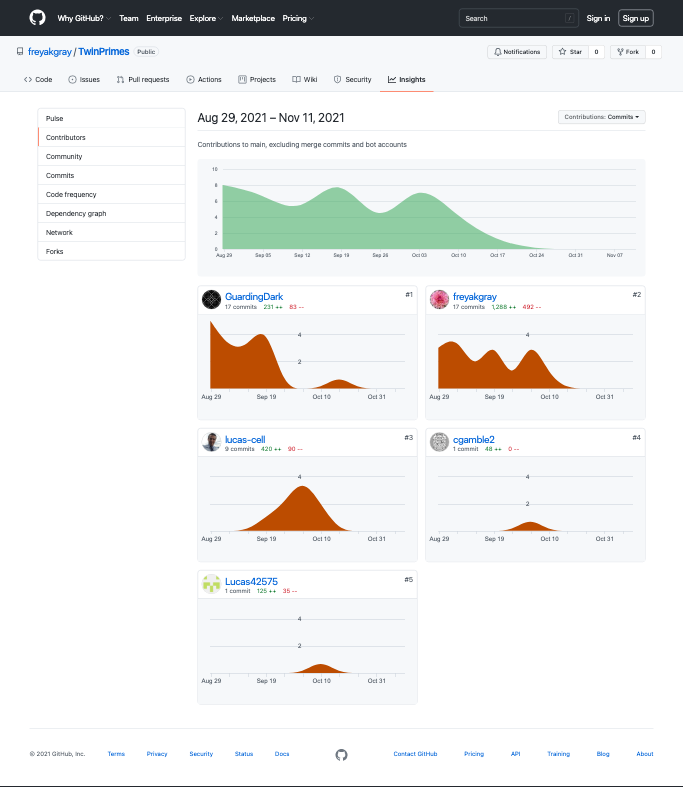 Why GitHub? Team Enterprise Explore Marketplace Pricing Search / Sign in Sign up
freyakgray / TwinPrimes Public Notifications Star 0 Fork 0
Code Issues Pull requests Actions Projects Wiki Security Insights
Pulse
Contributors
Community
Commits
Code frequency
Dependency graph
Network
Forks
Aug 29, 2021 – Nov 11, 2021 Contributions: Commits
Contributions to main, excluding merge commits and bot accounts
10
8
6
4
2
0
Aug 29 Sep 05 Sep 12 Sep 19 Sep 26 Oct 03 Oct 10 Oct 17 Oct 24 Oct 31 Nov 07
GuardingDark #1
17 commits 231 ++ 83 --
4
2
Aug 29 Sep 19 Oct 10 Oct 31
freyakgray #2
17 commits 1,268 ++ 492 --
4
Aug 29 Sep 19 Oct 10 Oct 31
lucas-cell #3
9 commits 420 ++ 90 --
4
Aug 29 Sep 19 Oct 10 Oct 31
cgamble2 #4
1 commit 48 ++ 0 --
4
2
Aug 29 Sep 19 Oct 10 Oct 31
Lucas42575 #5
1 commit 125 ++ 35 --
4
2
Aug 29 Sep 19 Oct 10 Oct 31
© 2021 GitHub, Inc. Terms Privacy Security Status Docs Contact GitHub Pricing API Training Blog About